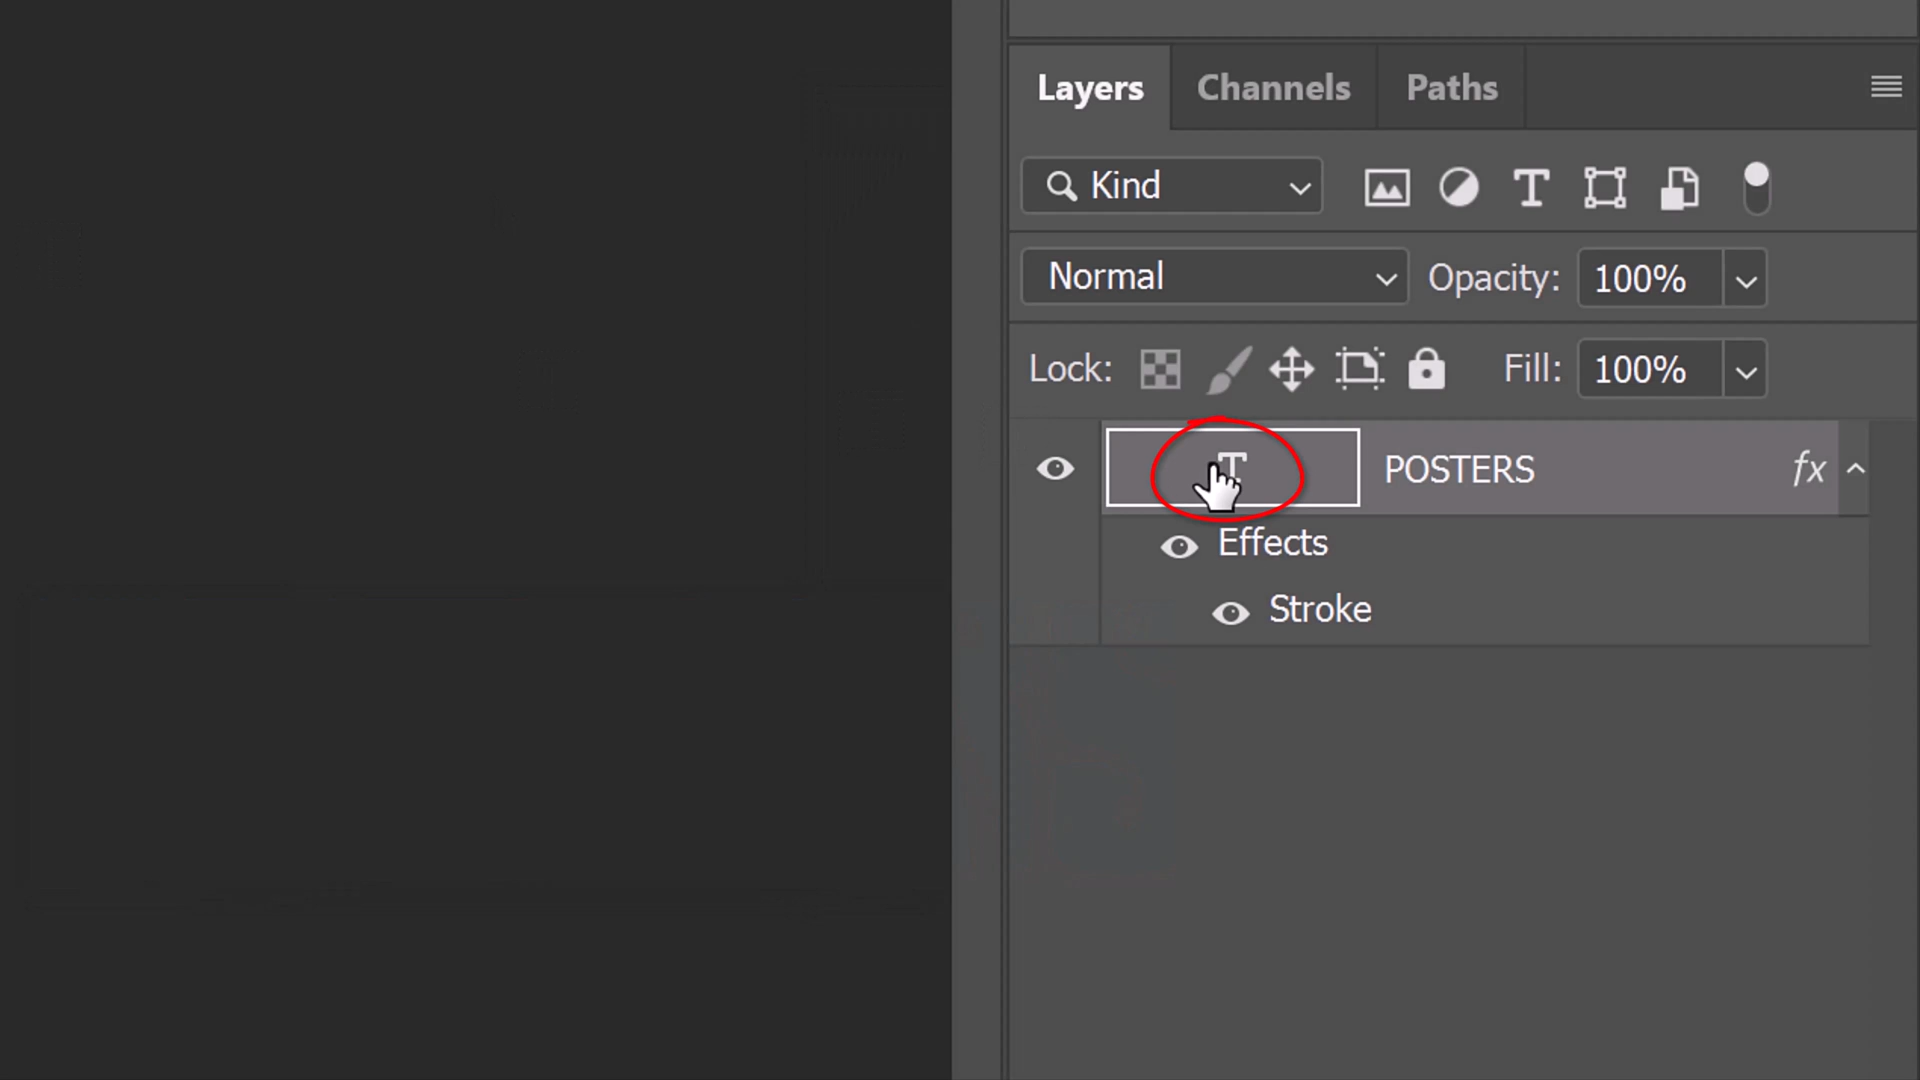 Layers Channels Paths
Kind
Normal Opacity: 100%
Lock: Fill: 100%
T POSTERS fx
Effects
Stroke